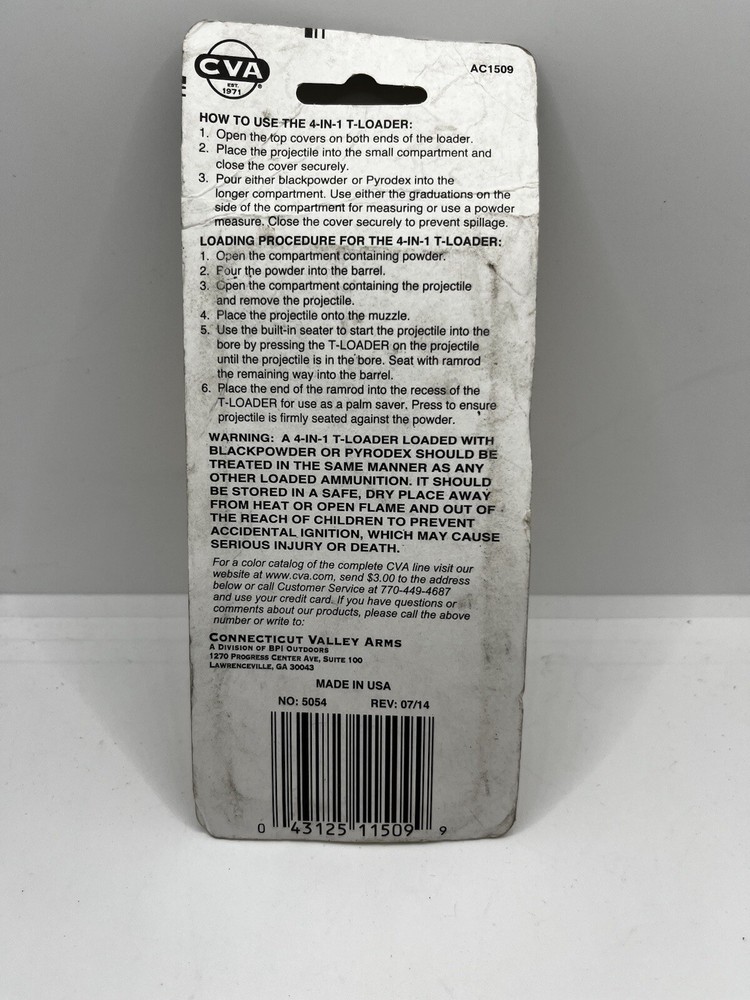 CVA
EST.
1971
®
AC1509
HOW TO USE THE 4-IN-1 T-LOADER:
1. Open the top covers on both ends of the loader.
2. Place the projectile into the small compartment and
close the cover securely.
3. Pour either blackpowder or Pyrodex into the
longer compartment. Use either the graduations on the
side of the compartment for measuring or use a powder
measure. Close the cover securely to prevent spillage.
LOADING PROCEDURE FOR THE 4-IN-1 T-LOADER:
1. Open the compartment containing powder.
2. Pour the powder into the barrel.
3. Open the compartment containing the projectile
and remove the projectile.
4. Place the projectile onto the muzzle.
5. Use the built-in seater to start the projectile into the
bore by pressing the T-LOADER on the projectile
until the projectile is in the bore. Seat with ramrod
the remaining way into the barrel.
6. Place the end of the ramrod into the recess of the
T-LOADER for use as a palm saver. Press to ensure
projectile is firmly seated against the powder.
WARNING: A 4-IN-1 T-LOADER LOADED WITH
BLACKPOWDER OR PYRODEX SHOULD BE
TREATED IN THE SAME MANNER AS ANY
OTHER LOADED AMMUNITION. IT SHOULD
BE STORED IN A SAFE, DRY PLACE AWAY
FROM HEAT OR OPEN FLAME AND OUT OF
THE REACH OF CHILDREN TO PREVENT
ACCIDENTAL IGNITION, WHICH MAY CAUSE
SERIOUS INJURY OR DEATH.
For a color catalog of the complete CVA line visit our
website at www.cva.com, send $3.00 to the address
below or call Customer Service at 770-449-4687
and use your credit card. If you have questions or
comments about our products, please call the above
number or write to:
CONNECTICUT VALLEY ARMS
A DIVISION OF BPI OUTDOORS
1270 PROGRESS CENTER AVE, SUITE 100
LAWRENCEVILLE, GA 30043
MADE IN USA
NO: 5054 REV: 07/14
0 43125 11509 9